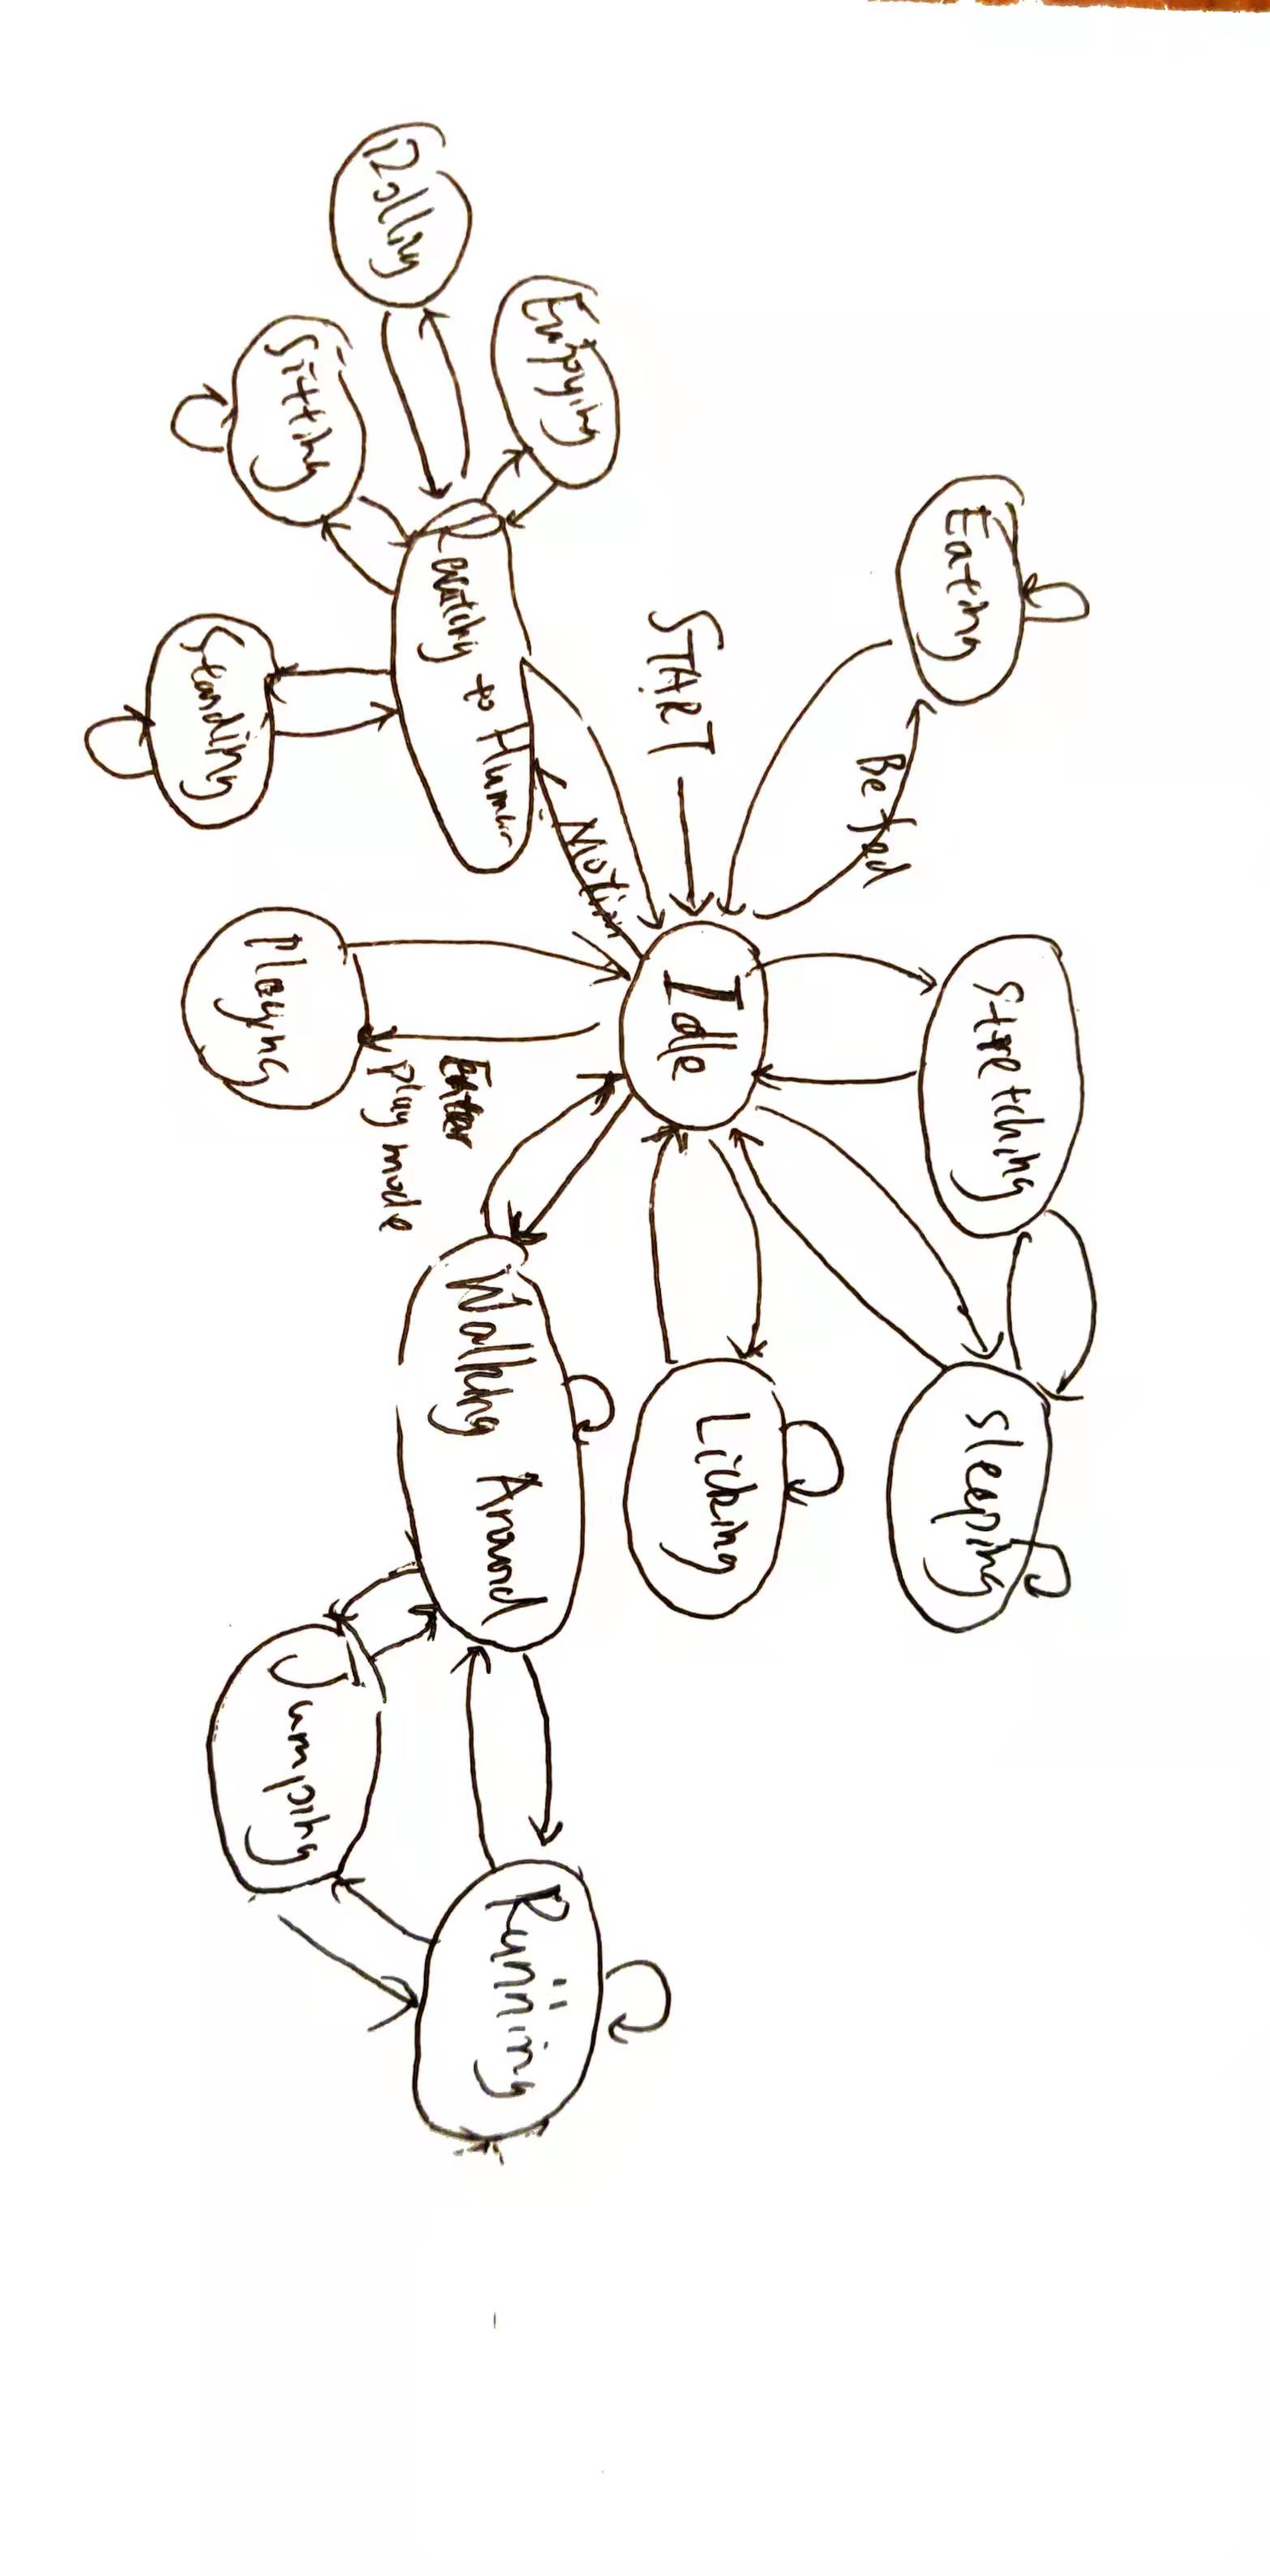 Stretching
Sleeping
Eating
Be fed
Licking
Idle
START
Motion
Enjoying
Reacting to Human
Walking Around
Running
Enter
play mode
Rolling
Sitting
Jumping
Playing
Standing